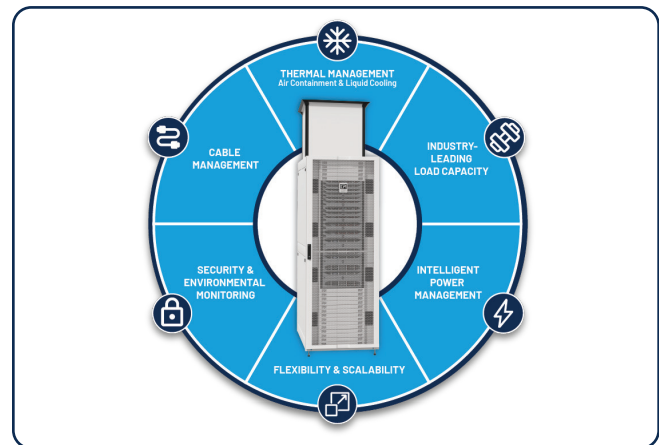 THERMAL MANAGEMENT
Air Containment & Liquid Cooling
INDUSTRY-
LEADING
LOAD CAPACITY
INTELLIGENT
POWER
MANAGEMENT
FLEXIBILITY & SCALABILITY
SECURITY &
ENVIRONMENTAL
MONITORING
CABLE
MANAGEMENT